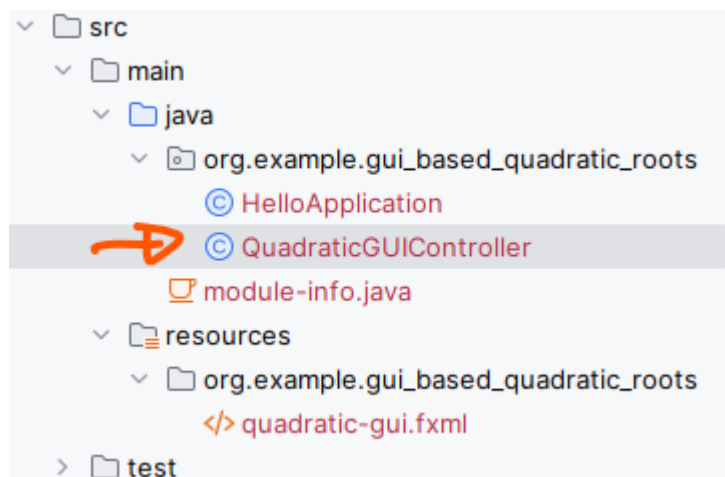 src
main
java
org.example.gui_based_quadratic_roots
HelloApplication
QuadraticGUIController
module-info.java
resources
org.example.gui_based_quadratic_roots
quadratic-gui.fxml
test